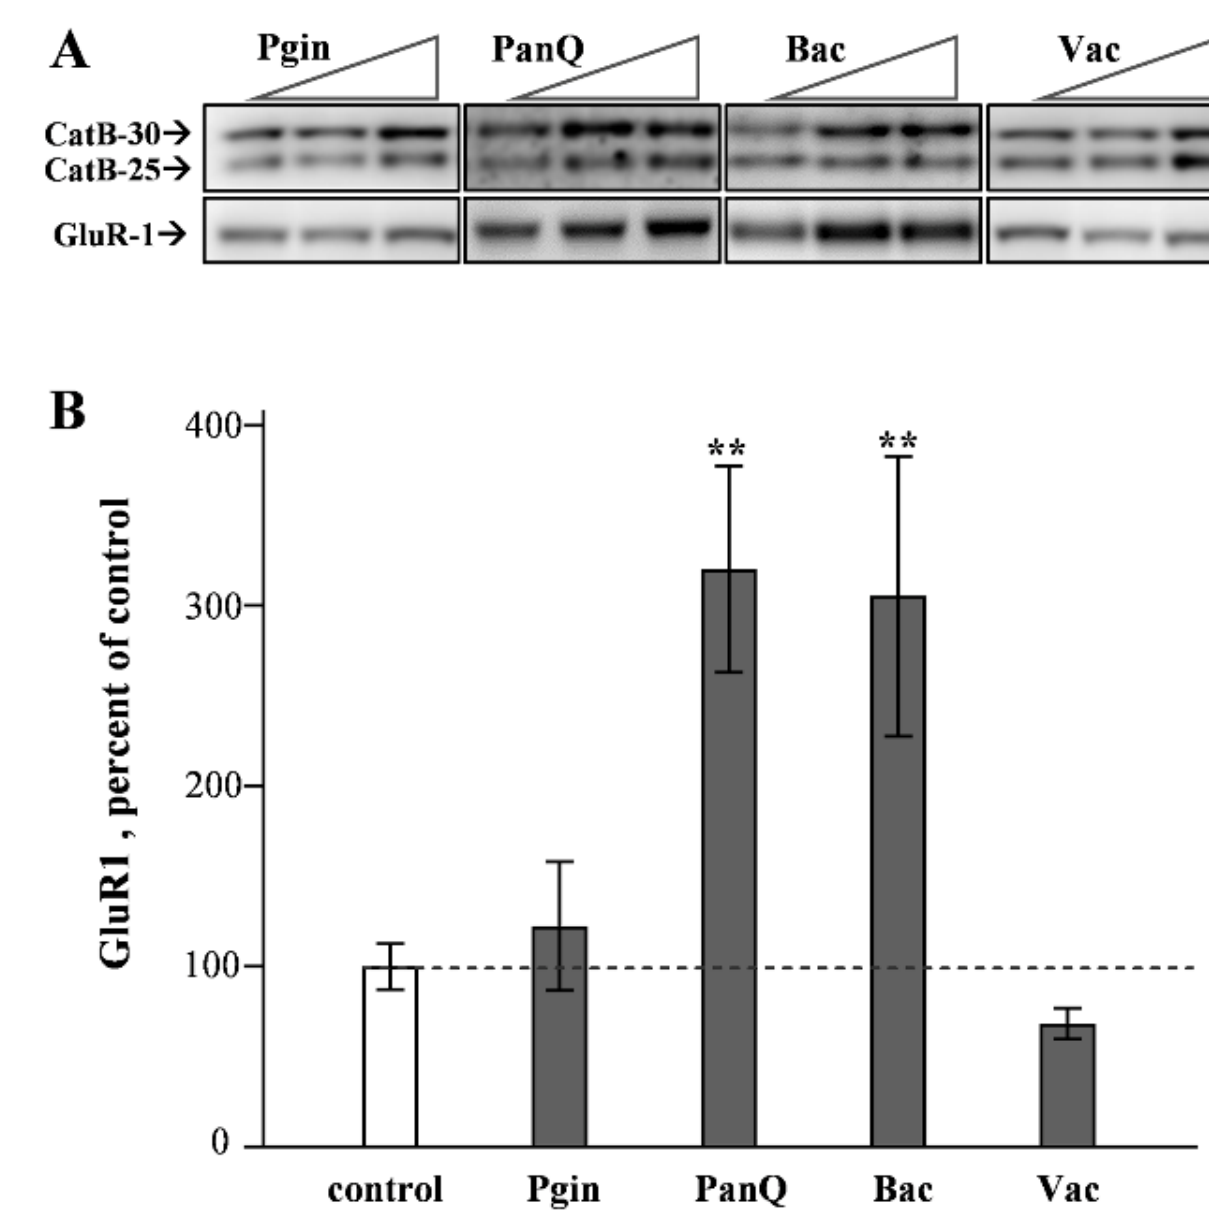 A
Pgin PanQ Bac Vac
CatB-30→
CatB-25→
GluR-1→
B
GluR1 , percent of control
400
300
200
100
0
** **
control Pgin PanQ Bac Vac